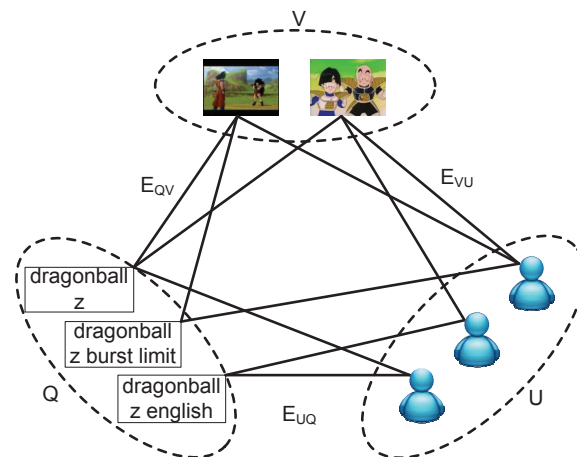 V
E_QV
E_VU
dragonball
z
dragonball
z burst limit
dragonball
z english
Q
E_UQ
U